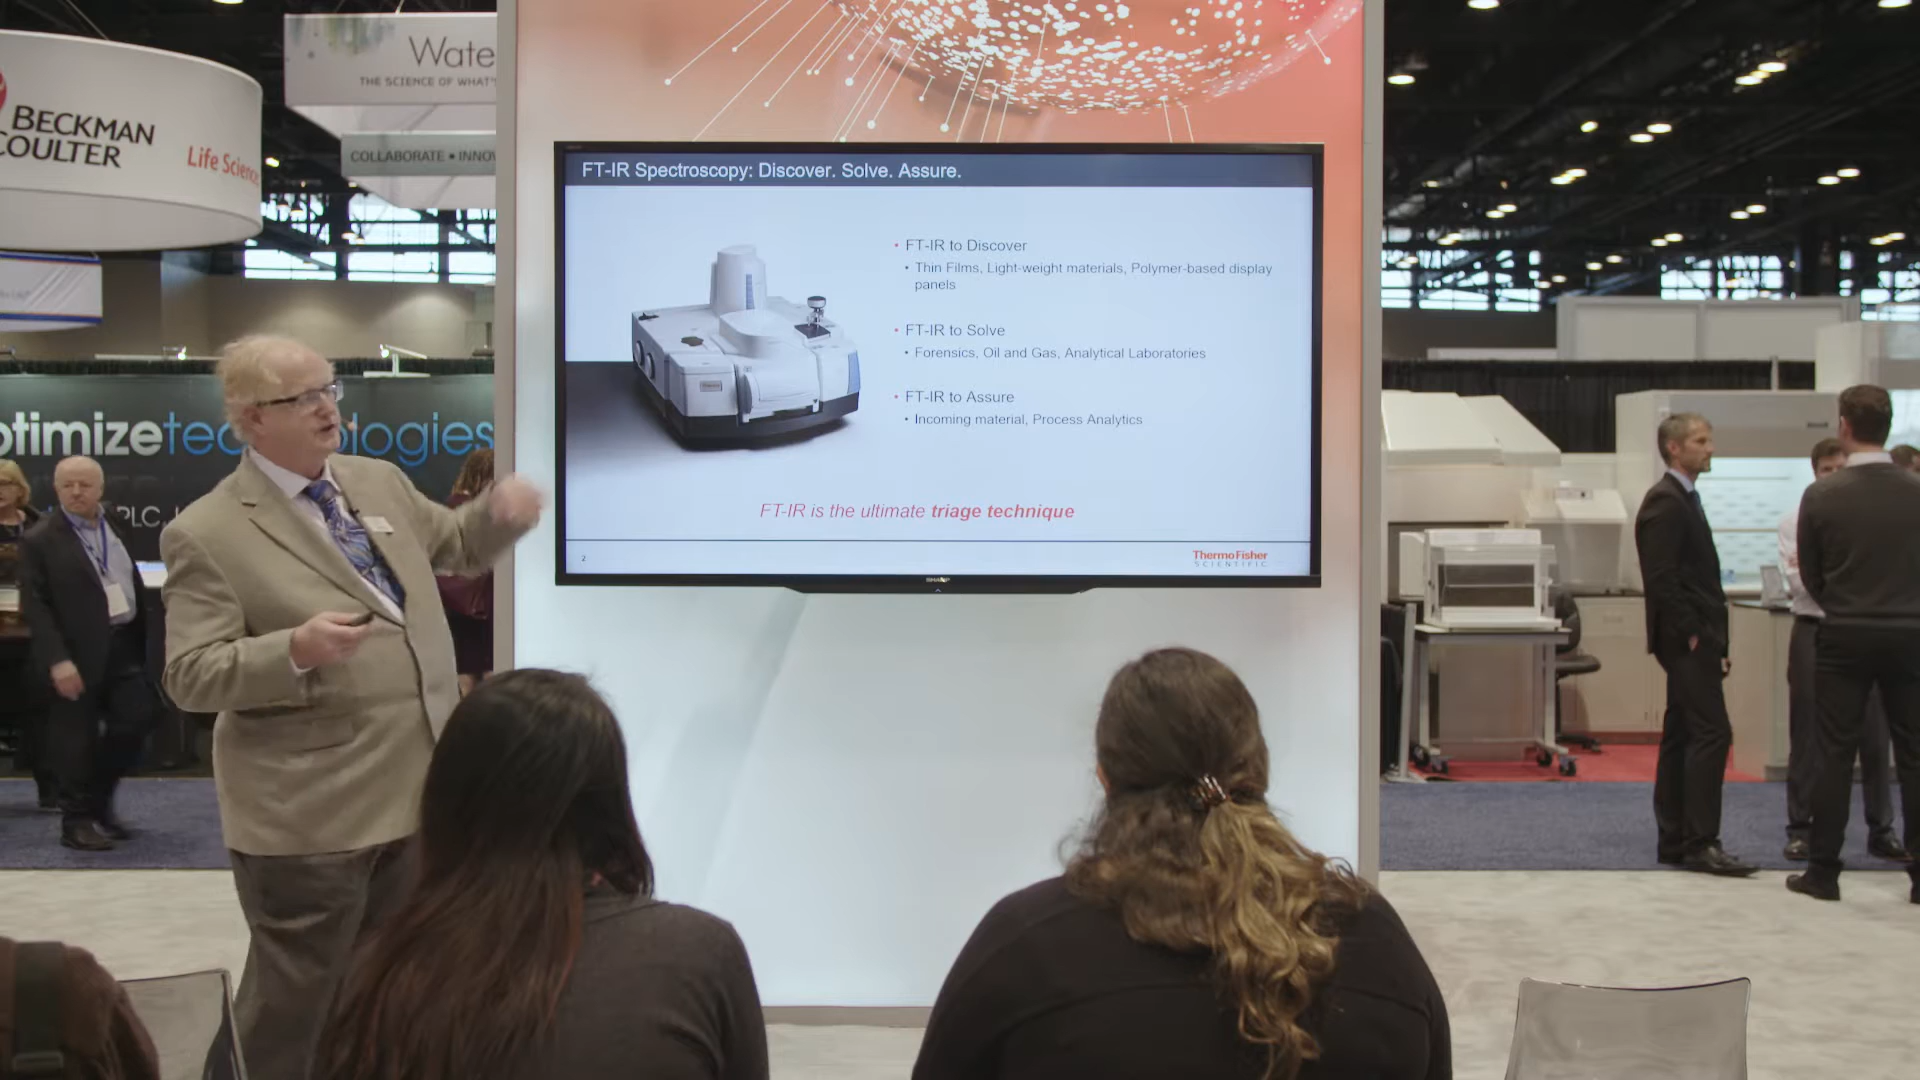 BECKMAN
COULTER
Life Scienc
Wate
THE SCIENCE OF WHAT'S
COLLABORATE • INNOV
FT-IR Spectroscopy: Discover. Solve. Assure.
• FT-IR to Discover
• Thin Films, Light-weight materials, Polymer-based display
panels
• FT-IR to Solve
• Forensics, Oil and Gas, Analytical Laboratories
• FT-IR to Assure
• Incoming material, Process Analytics
FT-IR is the ultimate triage technique
2
ThermoFisher
SCIENTIFIC
SHARP
optimizetec ologies
PLC,